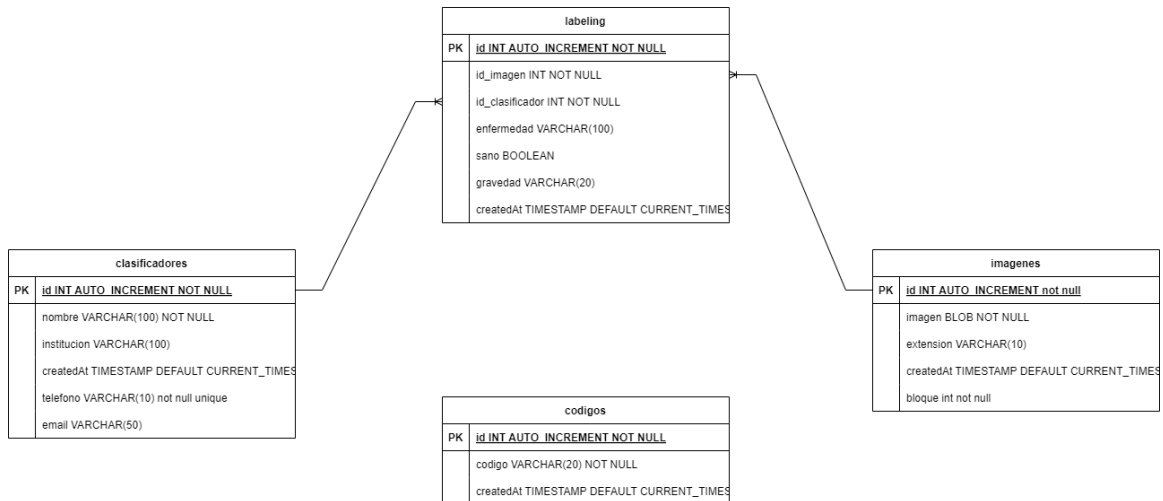 labeling
PK id INT AUTO_INCREMENT NOT NULL
id_imagen INT NOT NULL
id_clasificador INT NOT NULL
enfermedad VARCHAR(100)
sano BOOLEAN
gravedad VARCHAR(20)
createdAt TIMESTAMP DEFAULT CURRENT_TIMES
clasificadores
PK id INT AUTO_INCREMENT NOT NULL
nombre VARCHAR(100) NOT NULL
institucion VARCHAR(100)
createdAt TIMESTAMP DEFAULT CURRENT_TIMES
telefono VARCHAR(10) not null unique
email VARCHAR(50)
imagenes
PK id INT AUTO_INCREMENT not null
imagen BLOB NOT NULL
extension VARCHAR(10)
createdAt TIMESTAMP DEFAULT CURRENT_TIMES
bloque int not null
codigos
PK id INT AUTO_INCREMENT NOT NULL
codigo VARCHAR(20) NOT NULL
createdAt TIMESTAMP DEFAULT CURRENT_TIMES